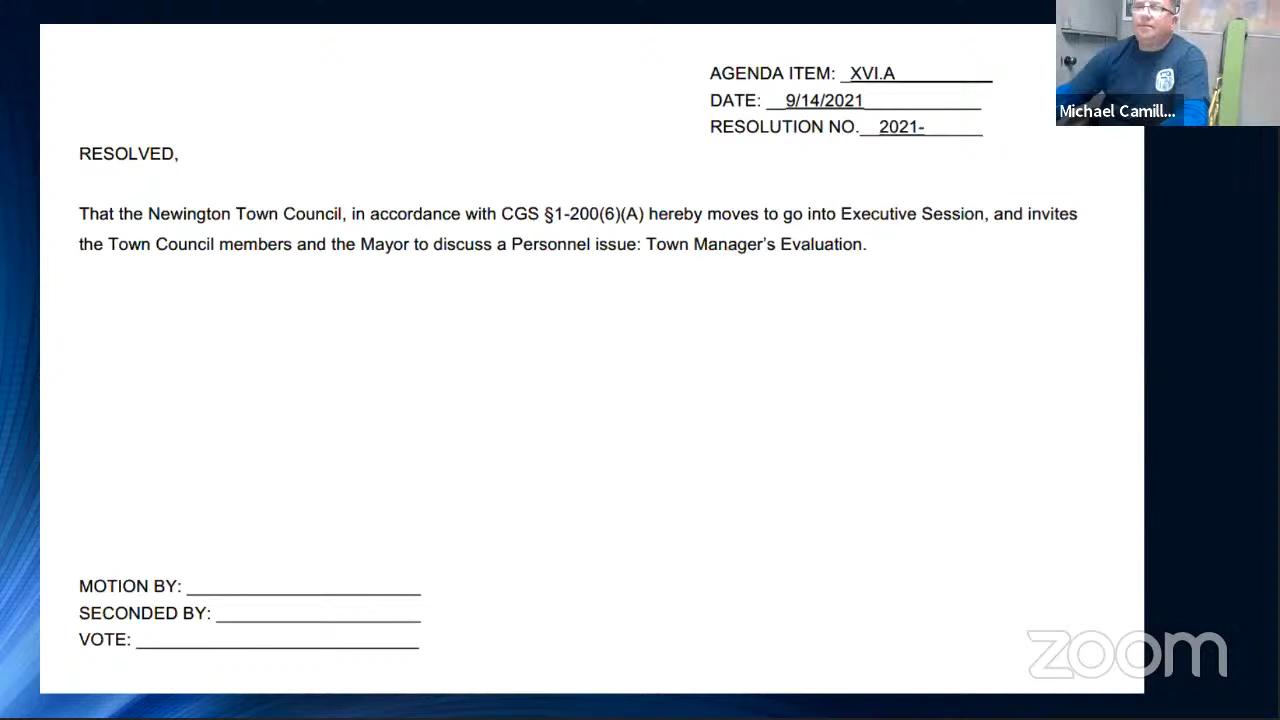 AGENDA ITEM: XVI.A
DATE: 9/14/2021
RESOLUTION NO. 2021-
Michael Camill...
RESOLVED,
That the Newington Town Council, in accordance with CGS §1-200(6)(A) hereby moves to go into Executive Session, and invites
the Town Council members and the Mayor to discuss a Personnel issue: Town Manager's Evaluation.
MOTION BY:
SECONDED BY:
VOTE:
zoom